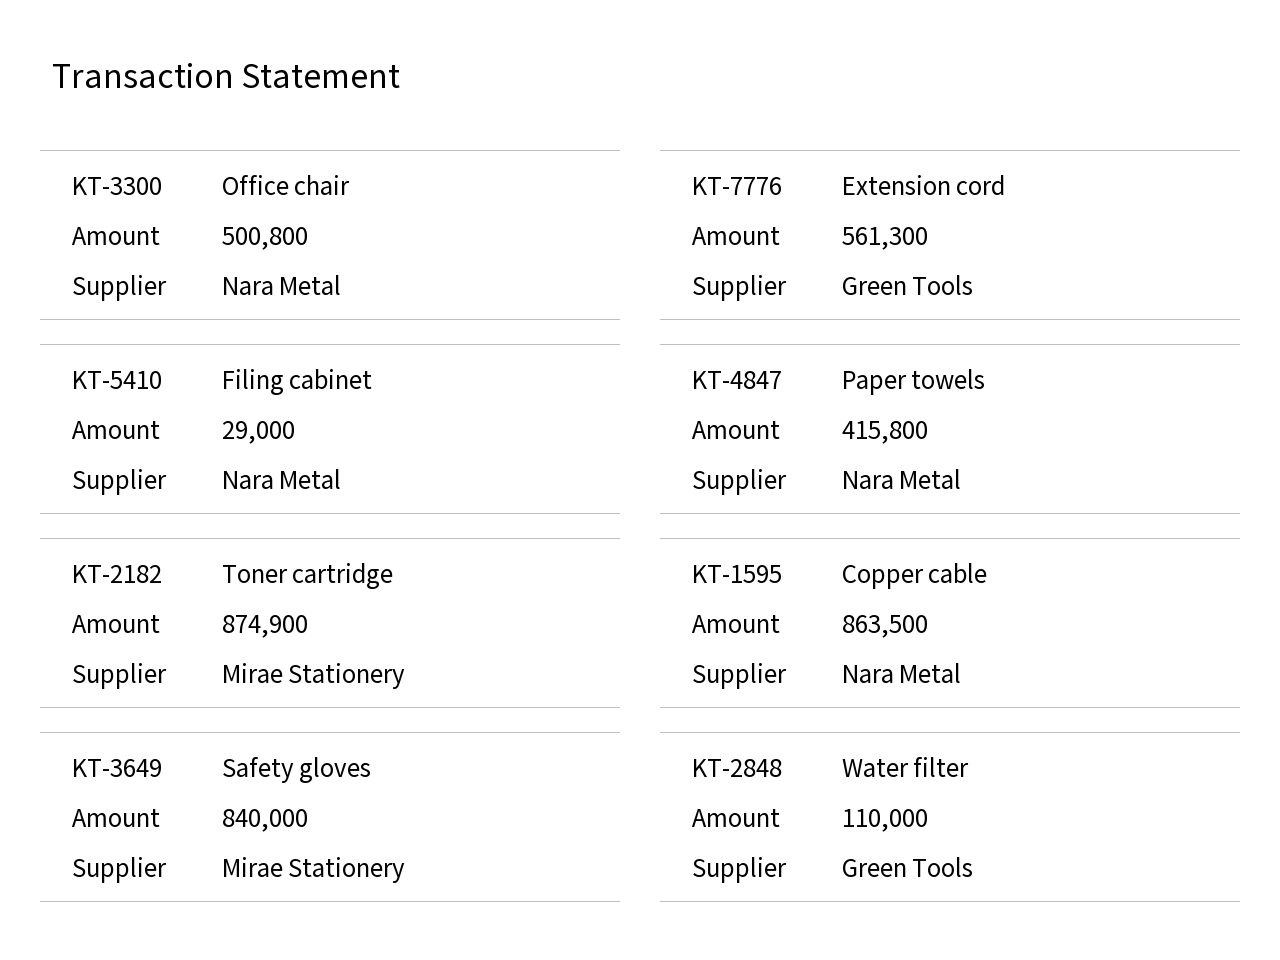 Transaction Statement
KT-3300 Office chair
Amount 500,800
Supplier Nara Metal
KT-7776 Extension cord
Amount 561,300
Supplier Green Tools
KT-5410 Filing cabinet
Amount 29,000
Supplier Nara Metal
KT-4847 Paper towels
Amount 415,800
Supplier Nara Metal
KT-2182 Toner cartridge
Amount 874,900
Supplier Mirae Stationery
KT-1595 Copper cable
Amount 863,500
Supplier Nara Metal
KT-3649 Safety gloves
Amount 840,000
Supplier Mirae Stationery
KT-2848 Water filter
Amount 110,000
Supplier Green Tools